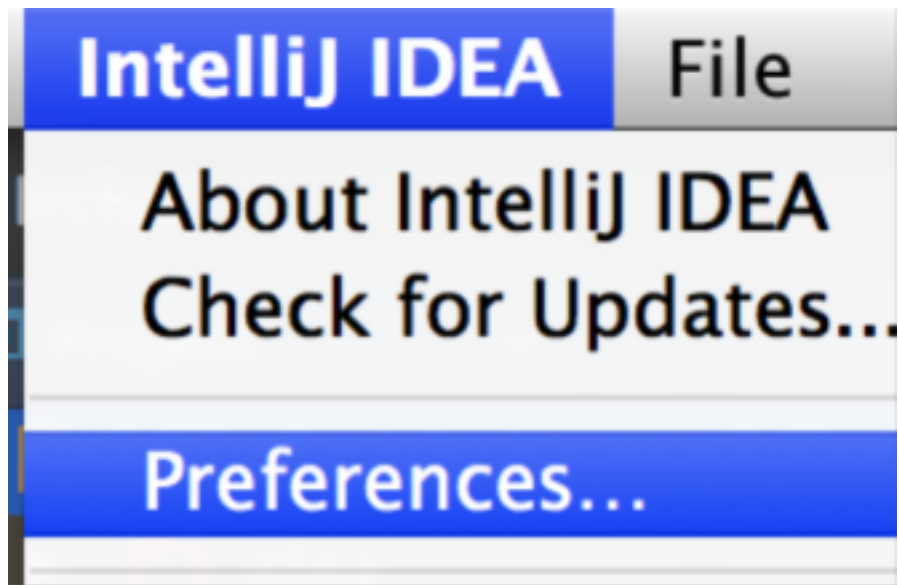 IntelliJ IDEA File
About IntelliJ IDEA
Check for Updates...
Preferences...